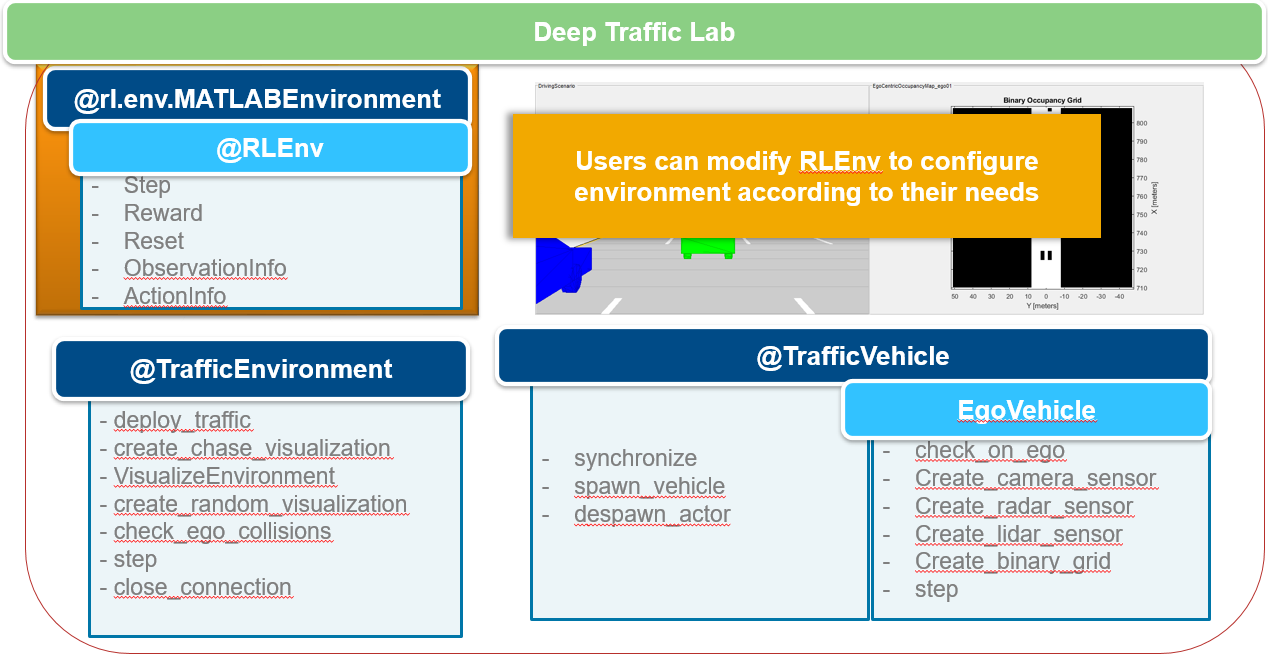 Deep Traffic Lab
@rl.env.MATLABEnvironment
@RLEnv
- Step
- Reward
- Reset
- ObservationInfo
- ActionInfo
DrivingScenario
EgoCentricOccupancyMap_ego01
Binary Occupancy Grid
Users can modify RLEnv to configure
environment according to their needs
800
790
780
770
760
750
740
730
720
710
X [meters]
50 40 30 20 10 0 -10 -20 -30 -40
Y [meters]
@TrafficEnvironment
- deploy_traffic
- create_chase_visualization
- VisualizeEnvironment
- create_random_visualization
- check_ego_collisions
- step
- close_connection
@TrafficVehicle
- synchronize
- spawn_vehicle
- despawn_actor
EgoVehicle
- check_on_ego
- Create_camera_sensor
- Create_radar_sensor
- Create_lidar_sensor
- Create_binary_grid
- step